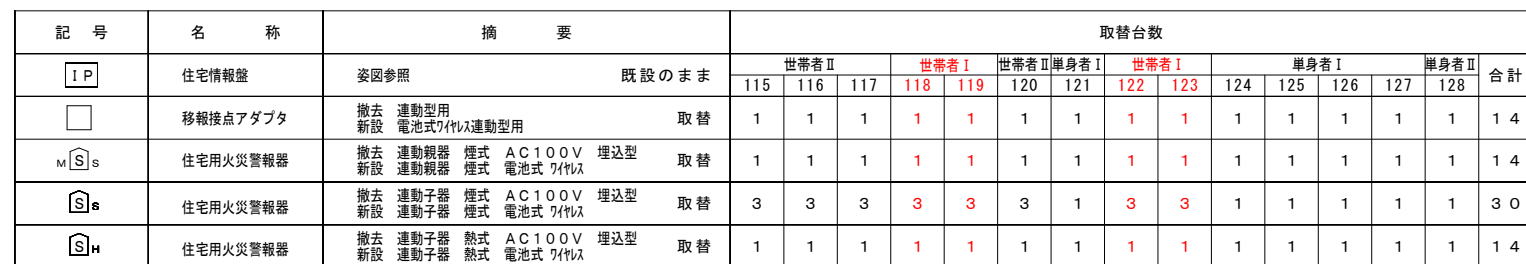 記 号 名 称 摘 要 取替台数
世帯者Ⅱ 世帯者Ⅰ 世帯者Ⅱ 単身者Ⅰ 世帯者Ⅰ 単身者Ⅰ 単身者Ⅱ 合計
IP 住宅情報盤 姿図参照 既設のまま
115 116 117 118 119 120 121 122 123 124 125 126 127 128
撤去 連動型用
移報接点アダプタ 取替 1 1 1 1 1 1 1 1 1 1 1 1 1 1 14
新設 電池式ワイヤレス連動型用
撤去 連動親器 煙式 AC100V 埋込型
M S s 住宅用火災警報器 取替 1 1 1 1 1 1 1 1 1 1 1 1 1 1 14
新設 連動親器 煙式 電池式 ワイヤレス
撤去 連動子器 煙式 AC100V 埋込型
S s 住宅用火災警報器 取替 3 3 3 3 3 3 1 3 3 1 1 1 1 1 30
新設 連動子器 煙式 電池式 ワイヤレス
撤去 連動子器 熱式 AC100V 埋込型
S H 住宅用火災警報器 取替 1 1 1 1 1 1 1 1 1 1 1 1 1 1 14
新設 連動子器 熱式 電池式 ワイヤレス